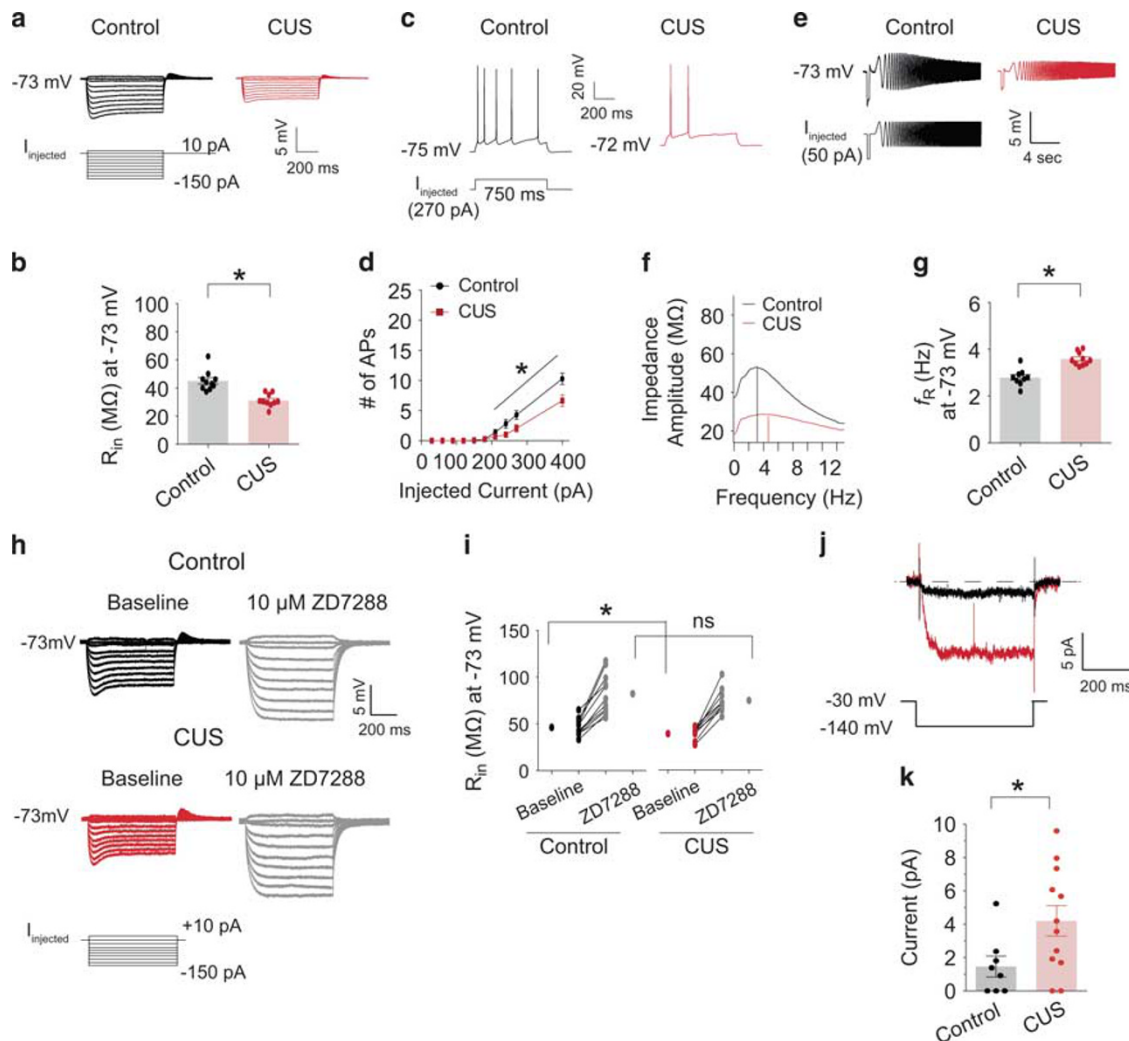 a
Control
CUS
-73 mV
I injected
10 pA
-150 pA
5 mV
200 ms
c
Control
CUS
20 mV
200 ms
-75 mV
-72 mV
I injected
(270 pA)
750 ms
e
Control
CUS
-73 mV
I injected
(50 pA)
5 mV
4 sec
b
*
R in (MΩ) at -73 mV
100
80
60
40
20
0
Control
CUS
d
Control
CUS
*
# of APs
25
20
15
10
5
0
0 100 200 300 400
Injected Current (pA)
f
Control
CUS
Impedance
Amplitude (MΩ)
80
60
40
20
0 4 8 12
Frequency (Hz)
g
*
f R (Hz)
at -73 mV
6
4
2
0
Control
CUS
h
Control
Baseline
10 µM ZD7288
-73mV
5 mV
200 ms
CUS
Baseline
10 µM ZD7288
-73mV
I injected
+10 pA
-150 pA
i
*
ns
R in (MΩ) at -73 mV
150
100
50
0
Baseline
ZD7288
Baseline
ZD7288
Control
CUS
j
5 pA
200 ms
-30 mV
-140 mV
k
*
Current (pA)
10
8
6
4
2
0
Control
CUS